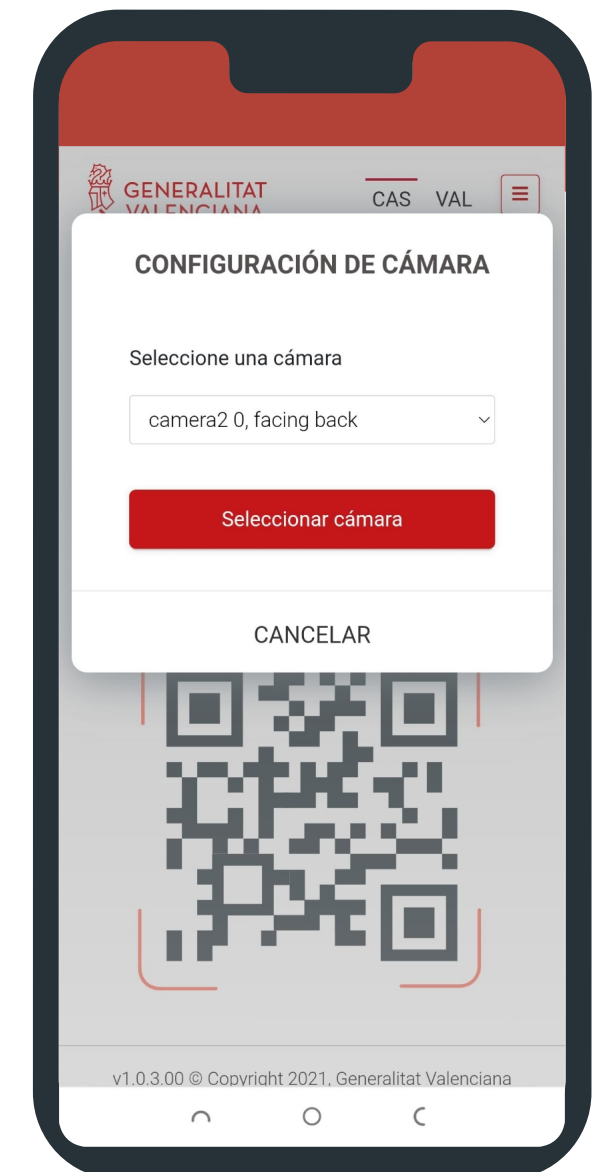 GENERALITAT
VALENCIANA
CAS VAL
CONFIGURACIÓN DE CÁMARA
Seleccione una cámara
camera2 0, facing back
Seleccionar cámara
CANCELAR
v1.0.3.00 © Copyright 2021, Generalitat Valenciana